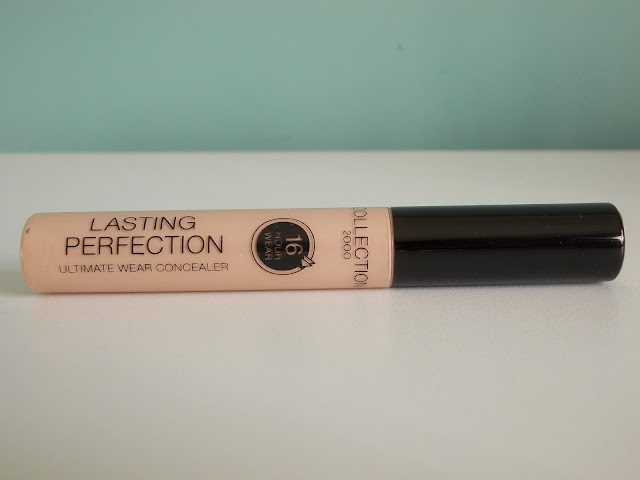 LASTING
PERFECTION
ULTIMATE WEAR CONCEALER
16
HOUR
WEAR
COLLECTION
2000